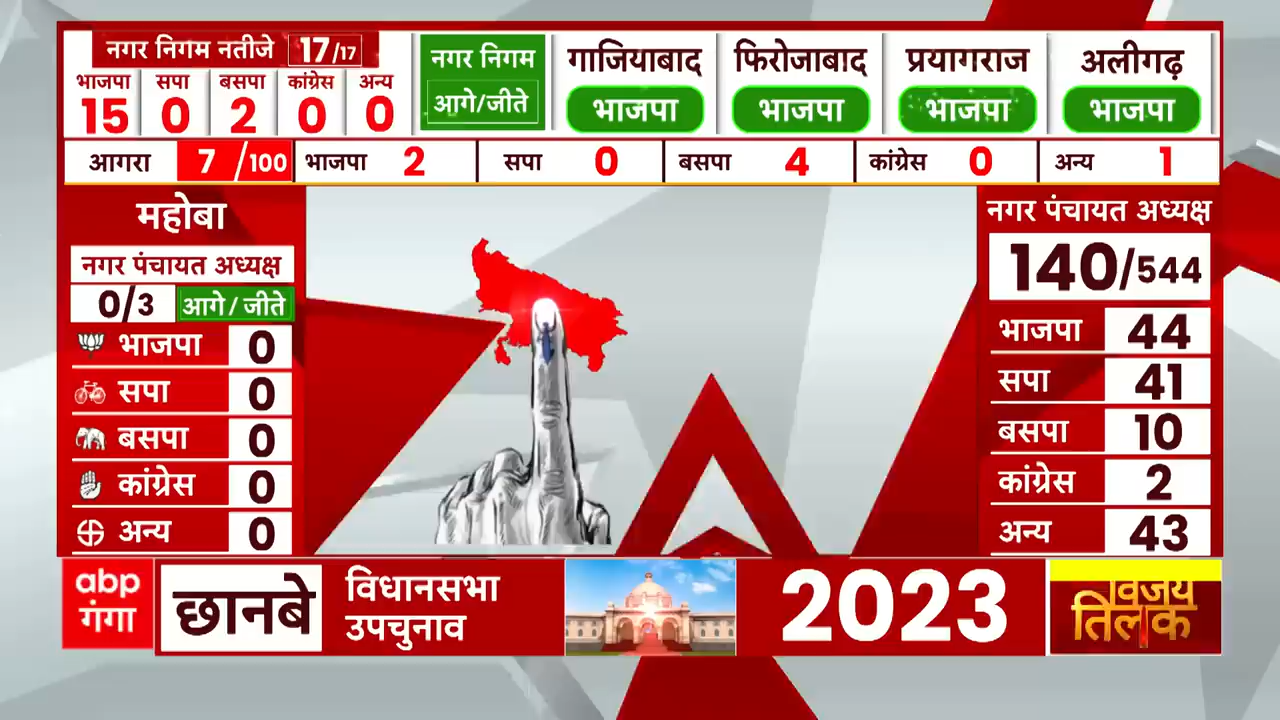 नगर निगम नतीजे 17/17
भाजपा सपा बसपा कांग्रेस अन्य
15 0 2 0 0
नगर निगम
आगे/जीते
गाजियाबाद
भाजपा
फिरोजाबाद
भाजपा
प्रयागराज
भाजपा
अलीगढ़
भाजपा
आगरा 7/100 भाजपा 2 सपा 0 बसपा 4 कांग्रेस 0 अन्य 1
महोबा
नगर पंचायत अध्यक्ष
0/3 आगे/जीते
भाजपा 0
सपा 0
बसपा 0
कांग्रेस 0
अन्य 0
नगर पंचायत अध्यक्ष
140/544
भाजपा 44
सपा 41
बसपा 10
कांग्रेस 2
अन्य 43
abp
गंगा
छानबे
विधानसभा
उपचुनाव
2023
विजय
तिलक